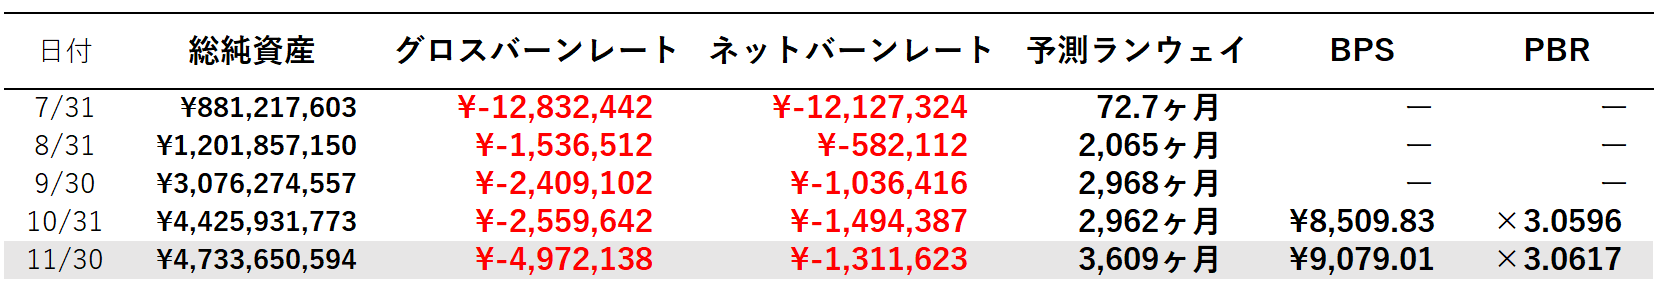 日付 総純資産 グロスバーンレート ネットバーンレート 予測ランウェイ BPS PBR
7/31 ¥881,217,603 ¥-12,832,442 ¥-12,127,324 72.7ヶ月 — —
8/31 ¥1,201,857,150 ¥-1,536,512 ¥-582,112 2,065ヶ月 — —
9/30 ¥3,076,274,557 ¥-2,409,102 ¥-1,036,416 2,968ヶ月 — —
10/31 ¥4,425,931,773 ¥-2,559,642 ¥-1,494,387 2,962ヶ月 ¥8,509.83 ×3.0596
11/30 ¥4,733,650,594 ¥-4,972,138 ¥-1,311,623 3,609ヶ月 ¥9,079.01 ×3.0617